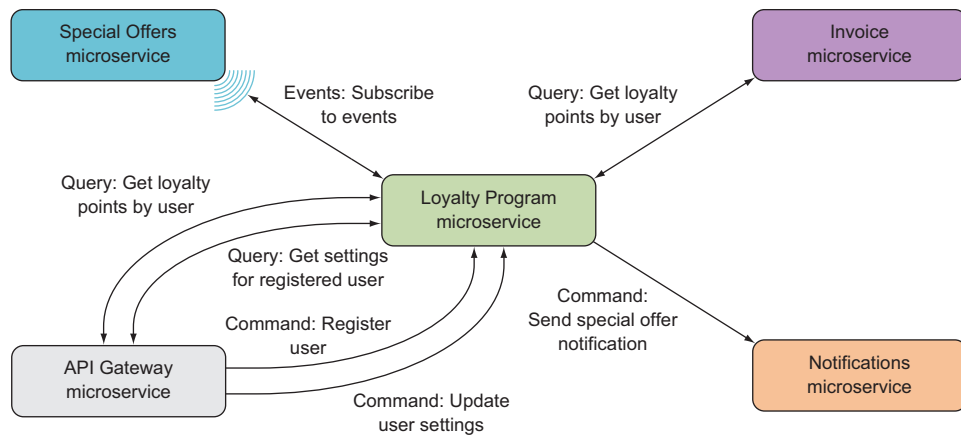 Special Offers
microservice
Invoice
microservice
Events: Subscribe
to events
Query: Get loyalty
points by user
Query: Get loyalty
points by user
Loyalty Program
microservice
Query: Get settings
for registered user
Command: Register
user
Command:
Send special offer
notification
API Gateway
microservice
Notifications
microservice
Command: Update
user settings